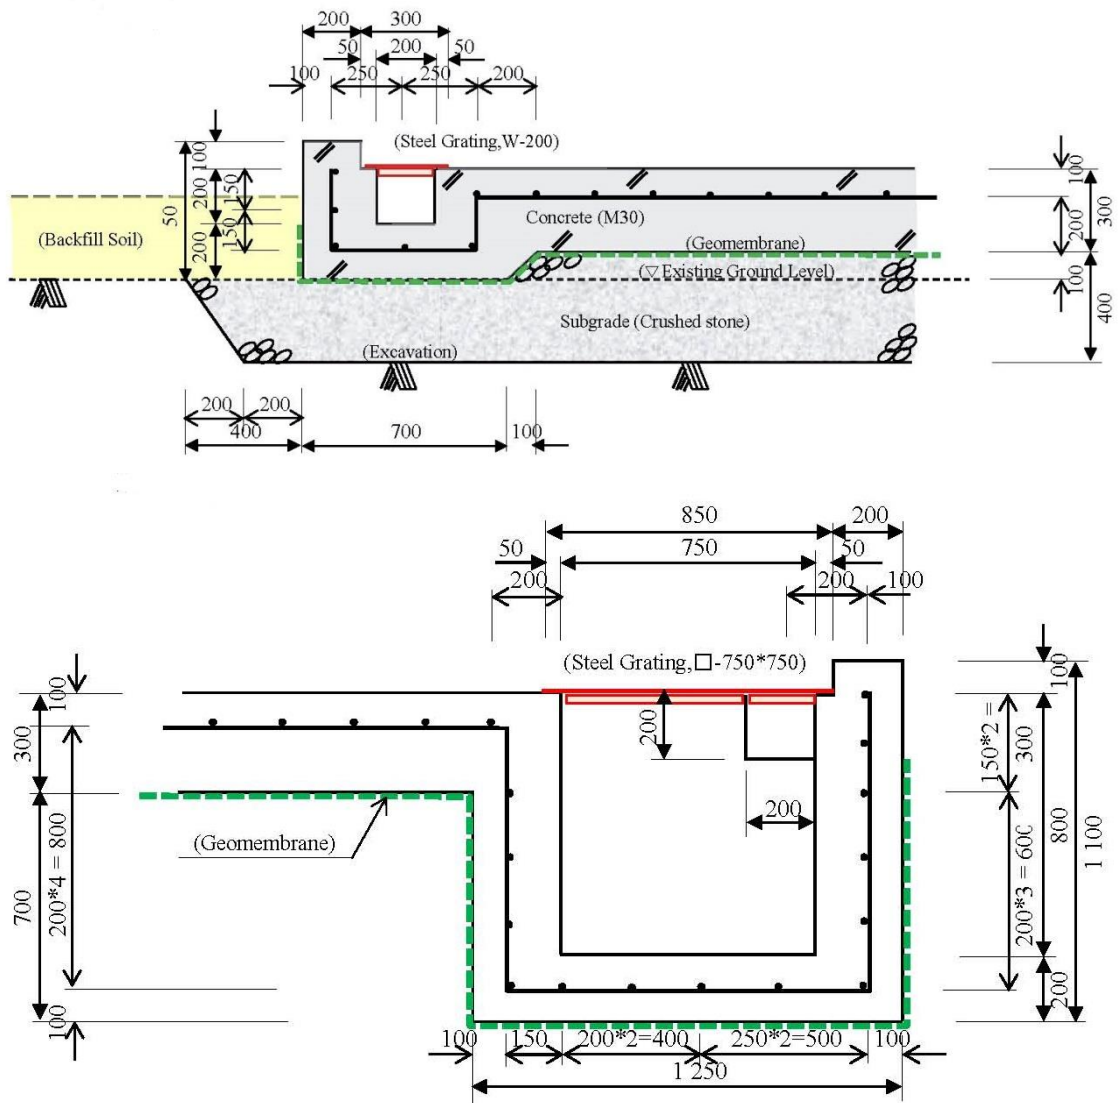 200 300
50 200 50
100 250 250 200
(Steel Grating,W-200)
100
200
150
50
150
200
100
300
200
100
400
Concrete (M30)
(Backfill Soil)
(Geomembrane)
(▽ Existing Ground Level)
Subgrade (Crushed stone)
(Excavation)
200 200
400 700 100
850 200
50 750 50
200 200 100
(Steel Grating,□-750*750)
100
300
200*4 = 800
700
100
200
200
(Geomembrane)
100
150*2 =
300
800
1 100
200*3 = 600
200
100 150 200*2=400 250*2=500 100
1 250